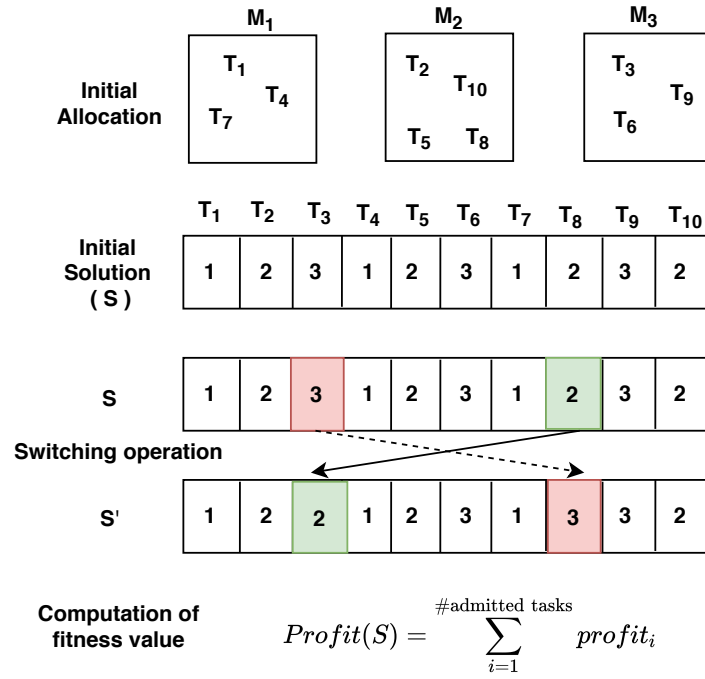 M1 M2 M3
Initial
Allocation
T1 T4 T7
T2 T10 T5 T8
T3 T9 T6
T1 T2 T3 T4 T5 T6 T7 T8 T9 T10
Initial
Solution
( S )
1 2 3 1 2 3 1 2 3 2
S 1 2 3 1 2 3 1 2 3 2
Switching operation
S' 1 2 2 1 2 3 1 3 3 2
Computation of
fitness value
Profit(S) = \sum_{i=1}^{\#admitted tasks} profit_i